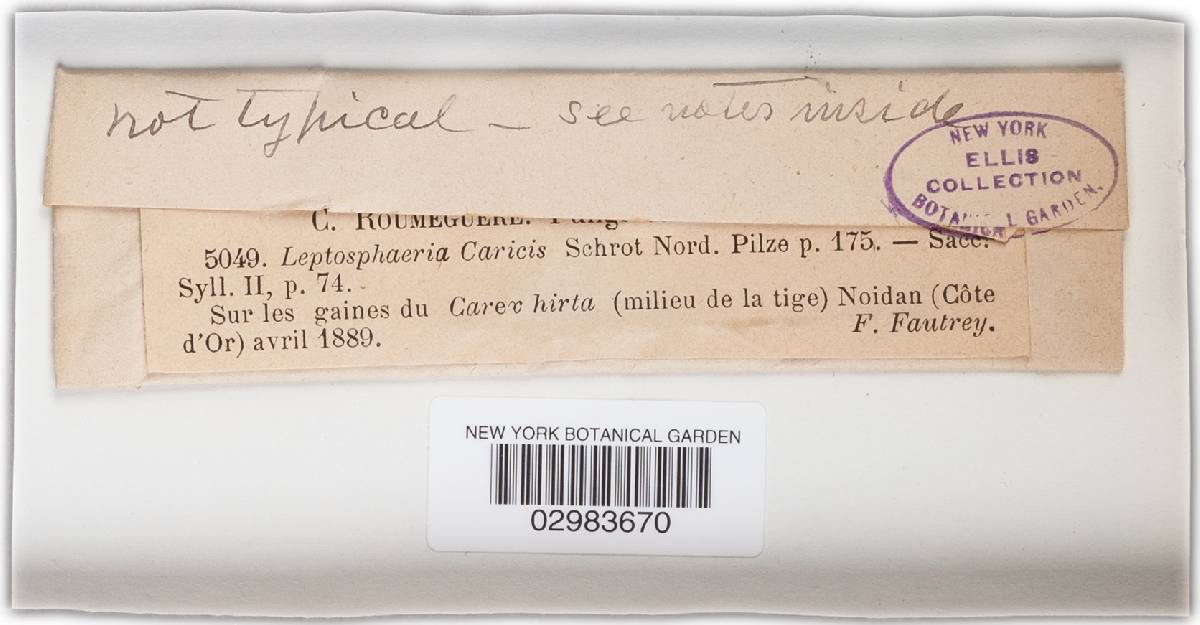 not typical — see notes inside
NEW YORK
ELLIS
COLLECTION
BOTANICAL GARDEN.
C. ROUMEGUERE.
5049. Leptosphaeria Caricis Schrot Nord. Pilze p. 175. — Sacc.
Syll. II, p. 74.
Sur les gaines du Carex hirta (milieu de la tige) Noidan (Côte
d'Or) avril 1889.
F. Fautrey.
NEW YORK BOTANICAL GARDEN
02983670